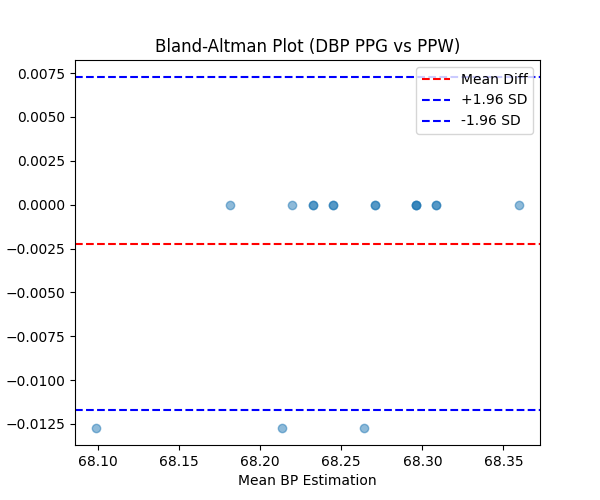 Bland-Altman Plot (DBP PPG vs PPW)
0.0075
0.0050
0.0025
0.0000
−0.0025
−0.0050
−0.0075
−0.0100
−0.0125
Mean Diff
+1.96 SD
-1.96 SD
68.10 68.15 68.20 68.25 68.30 68.35
Mean BP Estimation